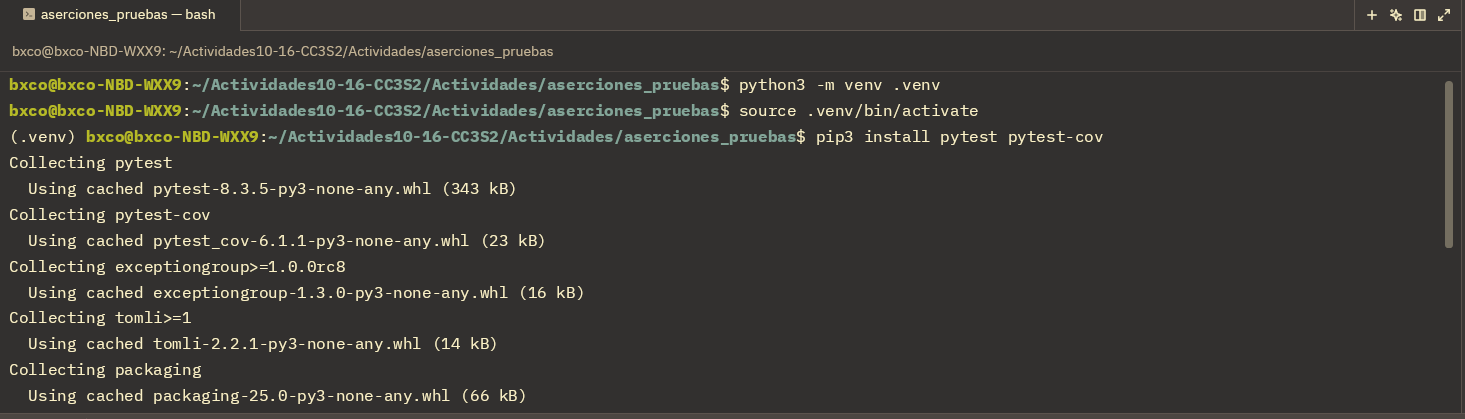 aserciones_pruebas — bash
bxco@bxco-NBD-WXX9: ~/Actividades10-16-CC3S2/Actividades/aserciones_pruebas
bxco@bxco-NBD-WXX9:~/Actividades10-16-CC3S2/Actividades/aserciones_pruebas$ python3 -m venv .venv
bxco@bxco-NBD-WXX9:~/Actividades10-16-CC3S2/Actividades/aserciones_pruebas$ source .venv/bin/activate
(.venv) bxco@bxco-NBD-WXX9:~/Actividades10-16-CC3S2/Actividades/aserciones_pruebas$ pip3 install pytest pytest-cov
Collecting pytest
  Using cached pytest-8.3.5-py3-none-any.whl (343 kB)
Collecting pytest-cov
  Using cached pytest_cov-6.1.1-py3-none-any.whl (23 kB)
Collecting exceptiongroup>=1.0.0rc8
  Using cached exceptiongroup-1.3.0-py3-none-any.whl (16 kB)
Collecting tomli>=1
  Using cached tomli-2.2.1-py3-none-any.whl (14 kB)
Collecting packaging
  Using cached packaging-25.0-py3-none-any.whl (66 kB)